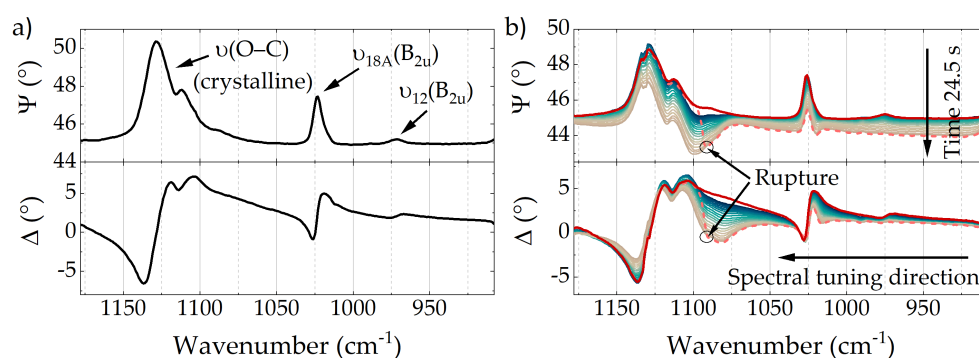 a)
Ψ (°)
50
48
46
44
υ(O–C)
(crystalline)
υ18A(B2u)
υ12(B2u)
Δ (°)
5
0
-5
1150
1100
1050
1000
950
Wavenumber (cm-1)
b)
Ψ (°)
50
48
46
44
Time 24.5 s
Rupture
Δ (°)
5
0
-5
Spectral tuning direction
1150
1100
1050
1000
950
Wavenumber (cm-1)